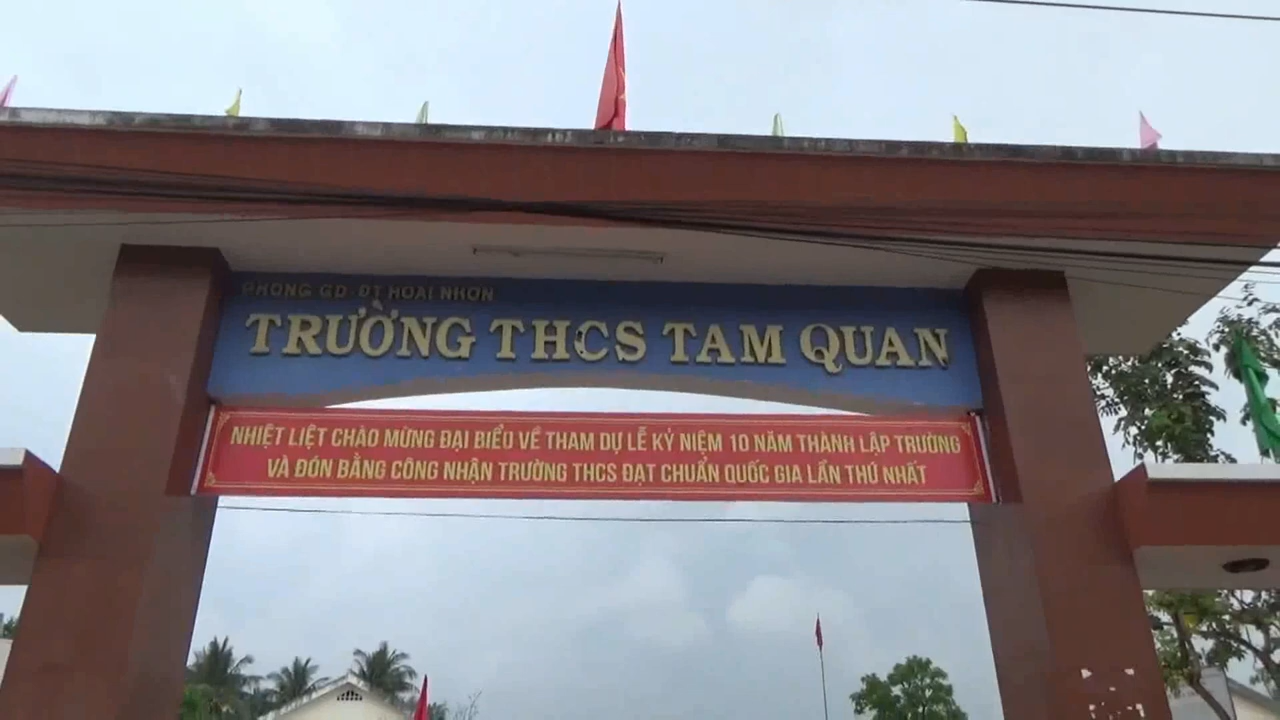 PHÒNG GD-ĐT HOÀI NHƠN
TRƯỜNG THCS TAM QUAN
NHIỆT LIỆT CHÀO MỪNG ĐẠI BIỂU VỀ THAM DỰ LỄ KỶ NIỆM 10 NĂM THÀNH LẬP TRƯỜNG
VÀ ĐÓN BẰNG CÔNG NHẬN TRƯỜNG THCS ĐẠT CHUẨN QUỐC GIA LẦN THỨ NHẤT